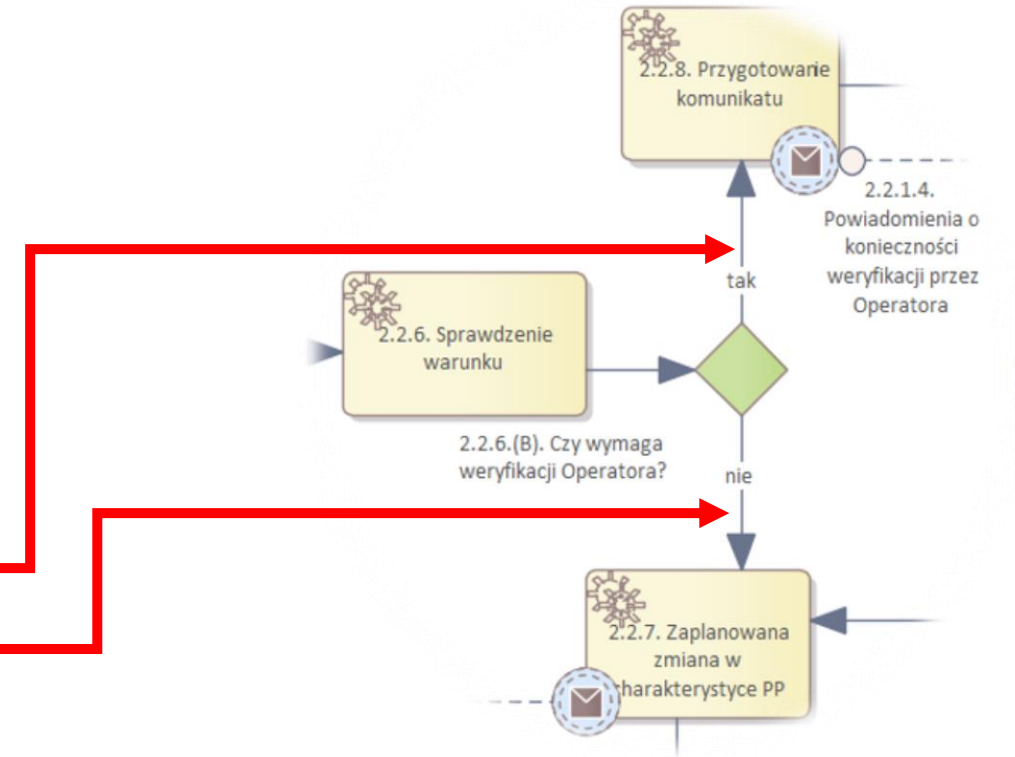 2.2.8. Przygotowanie
komunikatu
2.2.1.4.
Powiadomienia o
konieczności
weryfikacji przez
Operatora
tak
2.2.6. Sprawdzenie
warunku
2.2.6.(B). Czy wymaga
weryfikacji Operatora?
nie
2.2.7. Zaplanowana
zmiana w
charakterystyce PP